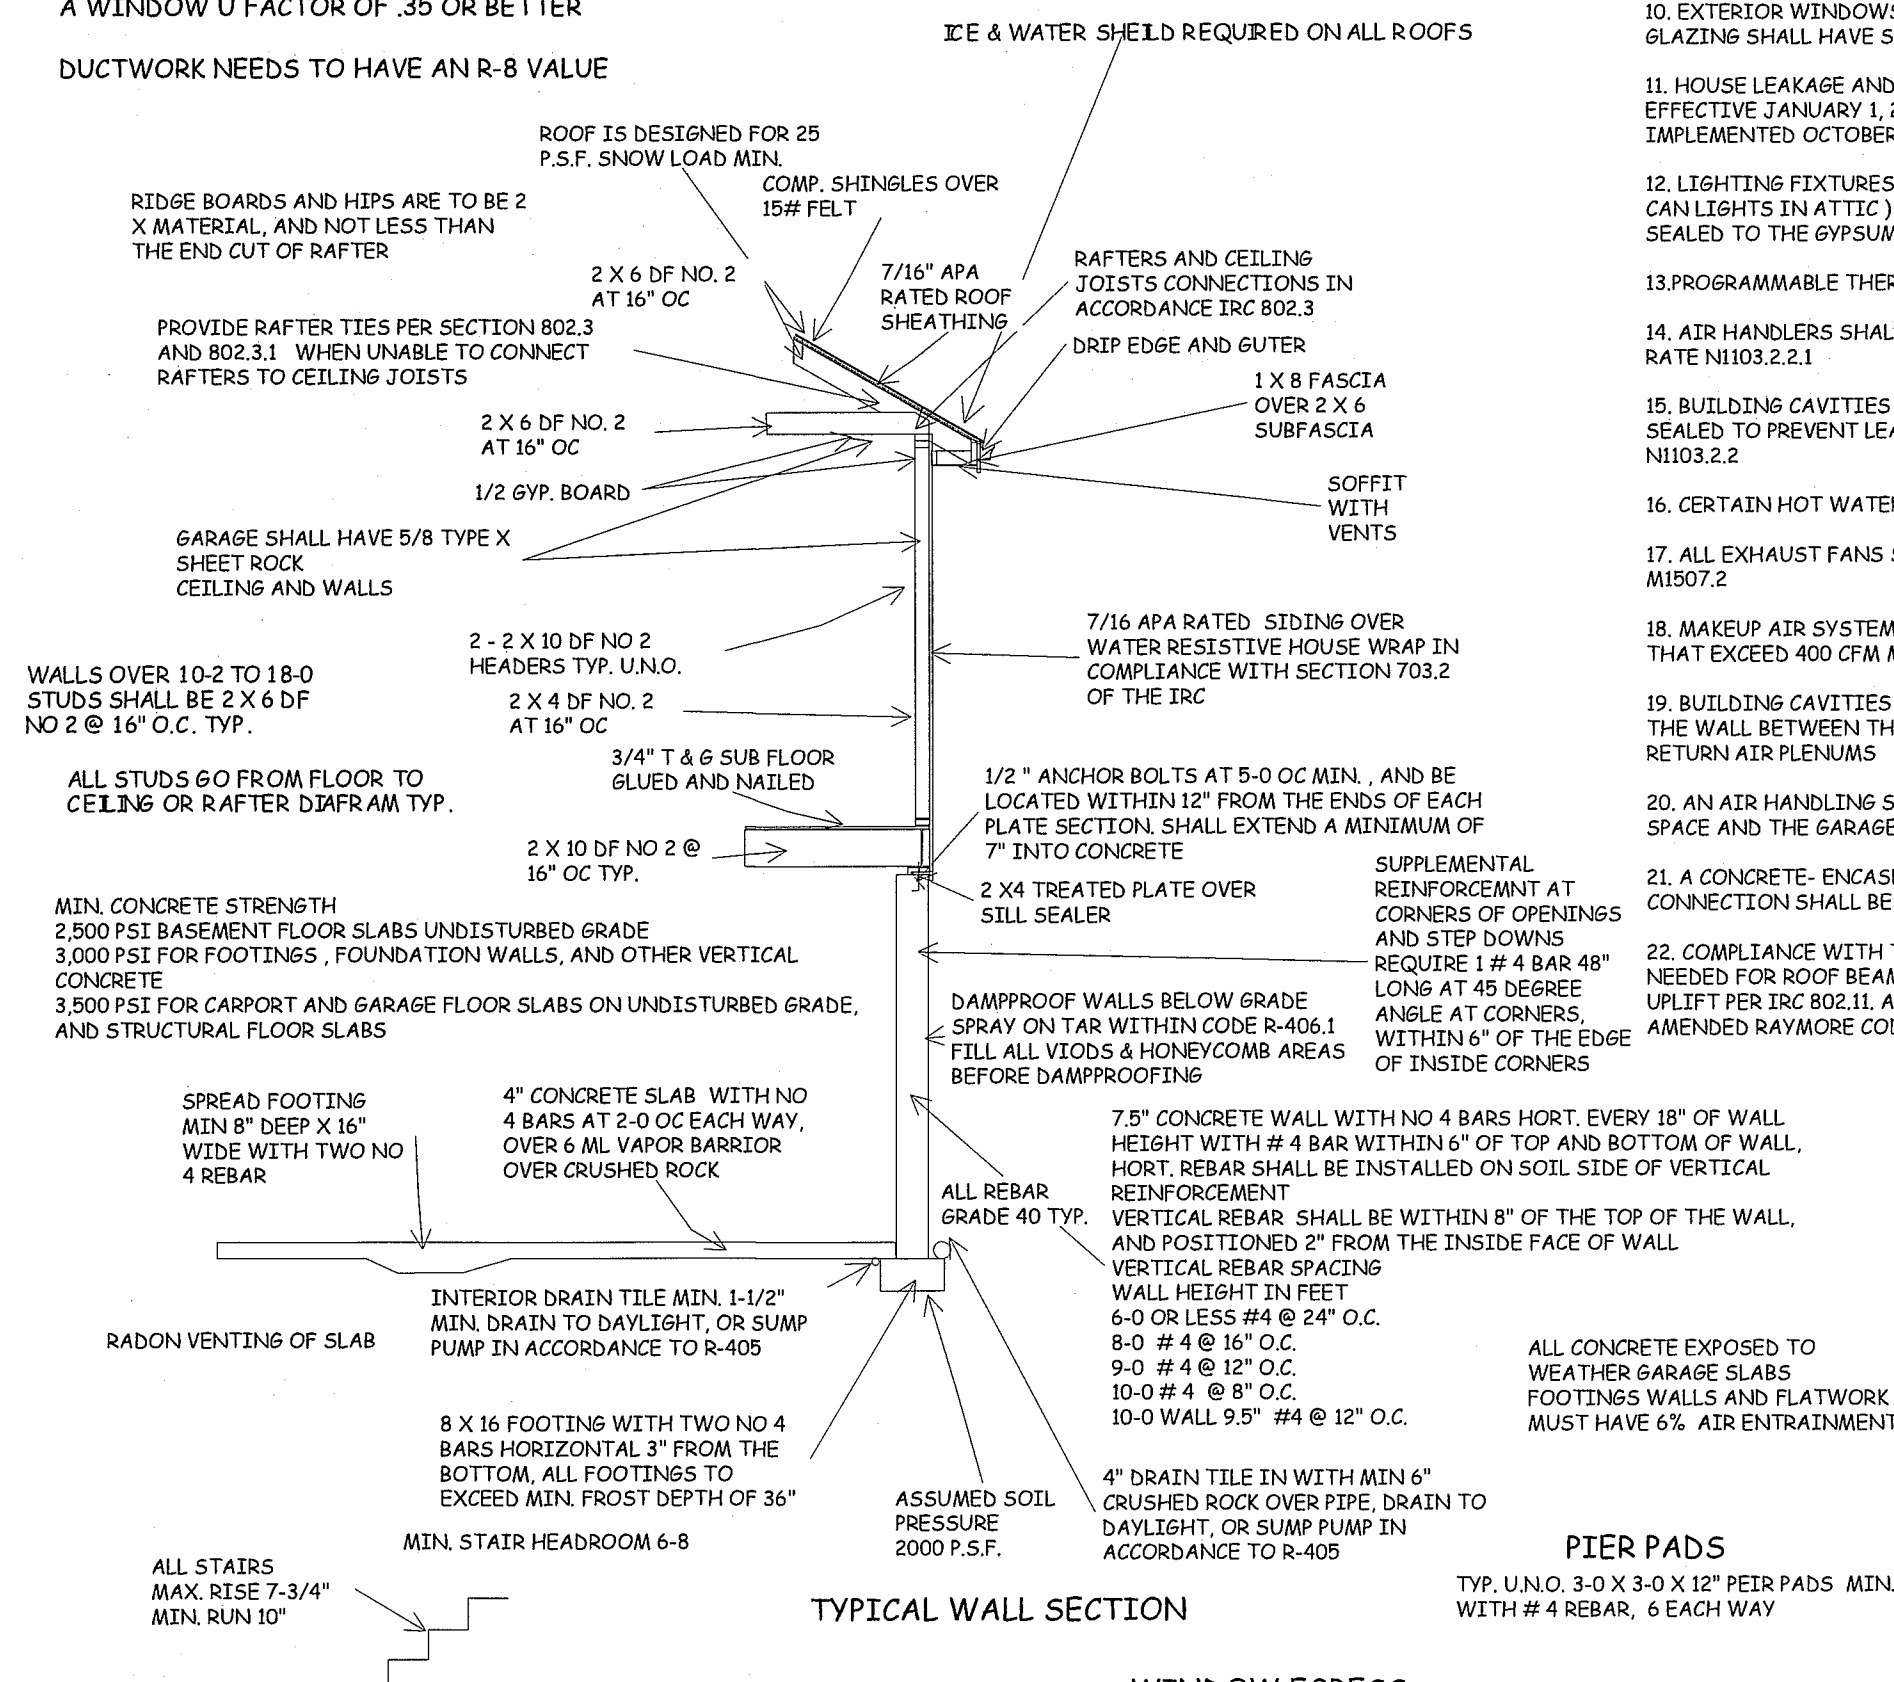 A WINDOW U FACTOR OF .35 OR BETTER
DUCTWORK NEEDS TO HAVE AN R-8 VALUE
ICE & WATER SHEILD REQUIRED ON ALL ROOFS
ROOF IS DESIGNED FOR 25
P.S.F. SNOW LOAD MIN.
COMP. SHINGLES OVER
15# FELT
RIDGE BOARDS AND HIPS ARE TO BE 2
X MATERIAL, AND NOT LESS THAN
THE END CUT OF RAFTER
2 X 6 DF NO. 2
AT 16" OC
7/16" APA
RATED ROOF
SHEATHING
RAFTERS AND CEILING
JOISTS CONNECTIONS IN
ACCORDANCE IRC 802.3
PROVIDE RAFTER TIES PER SECTION 802.3
AND 802.3.1 WHEN UNABLE TO CONNECT
RAFTERS TO CEILING JOISTS
DRIP EDGE AND GUTER
1 X 8 FASCIA
OVER 2 X 6
SUBFASCIA
2 X 6 DF NO. 2
AT 16" OC
1/2 GYP. BOARD
SOFFIT
WITH
VENTS
GARAGE SHALL HAVE 5/8 TYPE X
SHEET ROCK
CEILING AND WALLS
2 - 2 X 10 DF NO 2
HEADERS TYP. U.N.O.
7/16 APA RATED SIDING OVER
WATER RESISTIVE HOUSE WRAP IN
COMPLIANCE WITH SECTION 703.2
OF THE IRC
WALLS OVER 10-2 TO 18-0
STUDS SHALL BE 2 X 6 DF
NO 2 @ 16" O.C. TYP.
2 X 4 DF NO. 2
AT 16" OC
3/4" T & G SUB FLOOR
GLUED AND NAILED
ALL STUDS GO FROM FLOOR TO
CEILING OR RAFTER DIAFRAM TYP.
1/2 " ANCHOR BOLTS AT 5-0 OC MIN. , AND BE
LOCATED WITHIN 12" FROM THE ENDS OF EACH
PLATE SECTION. SHALL EXTEND A MINIMUM OF
7" INTO CONCRETE
2 X 10 DF NO 2 @
16" OC TYP.
2 X4 TREATED PLATE OVER
SILL SEALER
SUPPLEMENTAL
REINFORCEMNT AT
CORNERS OF OPENINGS
AND STEP DOWNS
REQUIRE 1 # 4 BAR 48"
LONG AT 45 DEGREE
ANGLE AT CORNERS,
WITHIN 6" OF THE EDGE
OF INSIDE CORNERS
MIN. CONCRETE STRENGTH
2,500 PSI BASEMENT FLOOR SLABS UNDISTURBED GRADE
3,000 PSI FOR FOOTINGS , FOUNDATION WALLS, AND OTHER VERTICAL
CONCRETE
3,500 PSI FOR CARPORT AND GARAGE FLOOR SLABS ON UNDISTURBED GRADE,
AND STRUCTURAL FLOOR SLABS
DAMPPROOF WALLS BELOW GRADE
SPRAY ON TAR WITHIN CODE R-406.1
FILL ALL VIODS & HONEYCOMB AREAS
BEFORE DAMPPROOFING
SPREAD FOOTING
MIN 8" DEEP X 16"
WIDE WITH TWO NO
4 REBAR
4" CONCRETE SLAB WITH NO
4 BARS AT 2-0 OC EACH WAY,
OVER 6 ML VAPOR BARRIOR
OVER CRUSHED ROCK
ALL REBAR
GRADE 40 TYP.
7.5" CONCRETE WALL WITH NO 4 BARS HORT. EVERY 18" OF WALL
HEIGHT WITH # 4 BAR WITHIN 6" OF TOP AND BOTTOM OF WALL,
HORT. REBAR SHALL BE INSTALLED ON SOIL SIDE OF VERTICAL
REINFORCEMENT
VERTICAL REBAR SHALL BE WITHIN 8" OF THE TOP OF THE WALL,
AND POSITIONED 2" FROM THE INSIDE FACE OF WALL
VERTICAL REBAR SPACING
WALL HEIGHT IN FEET
6-0 OR LESS #4 @ 24" O.C.
8-0 # 4 @ 16" O.C.
9-0 # 4 @ 12" O.C.
10-0 # 4 @ 8" O.C.
10-0 WALL 9.5" #4 @ 12" O.C.
INTERIOR DRAIN TILE MIN. 1-1/2"
MIN. DRAIN TO DAYLIGHT, OR SUMP
PUMP IN ACCORDANCE TO R-405
RADON VENTING OF SLAB
ALL CONCRETE EXPOSED TO
WEATHER GARAGE SLABS
FOOTINGS WALLS AND FLATWORK
MUST HAVE 6% AIR ENTRAINMENT
8 X 16 FOOTING WITH TWO NO 4
BARS HORIZONTAL 3" FROM THE
BOTTOM, ALL FOOTINGS TO
EXCEED MIN. FROST DEPTH OF 36"
ASSUMED SOIL
PRESSURE
2000 P.S.F.
4" DRAIN TILE IN WITH MIN 6"
CRUSHED ROCK OVER PIPE, DRAIN TO
DAYLIGHT, OR SUMP PUMP IN
ACCORDANCE TO R-405
MIN. STAIR HEADROOM 6-8
ALL STAIRS
MAX. RISE 7-3/4"
MIN. RUN 10"
TYPICAL WALL SECTION
PIER PADS
TYP. U.N.O. 3-0 X 3-0 X 12" PEIR PADS MIN.
WITH # 4 REBAR, 6 EACH WAY
WINDOW EGRESS
10. EXTERIOR WINDOWS
GLAZING SHALL HAVE S
11. HOUSE LEAKAGE AND
EFFECTIVE JANUARY 1, 2
IMPLEMENTED OCTOBER
12. LIGHTING FIXTURES
CAN LIGHTS IN ATTIC )
SEALED TO THE GYPSUM
13.PROGRAMMABLE THER
14. AIR HANDLERS SHAL
RATE N1103.2.2.1
15. BUILDING CAVITIES
SEALED TO PREVENT LEA
N1103.2.2
16. CERTAIN HOT WATER
17. ALL EXHAUST FANS S
M1507.2
18. MAKEUP AIR SYSTEM
THAT EXCEED 400 CFM M
19. BUILDING CAVITIES
THE WALL BETWEEN TH
RETURN AIR PLENUMS
20. AN AIR HANDLING S
SPACE AND THE GARAGE
21. A CONCRETE- ENCASE
CONNECTION SHALL BE
22. COMPLIANCE WITH T
NEEDED FOR ROOF BEAM
UPLIFT PER IRC 802.11. A
AMENDED RAYMORE COD